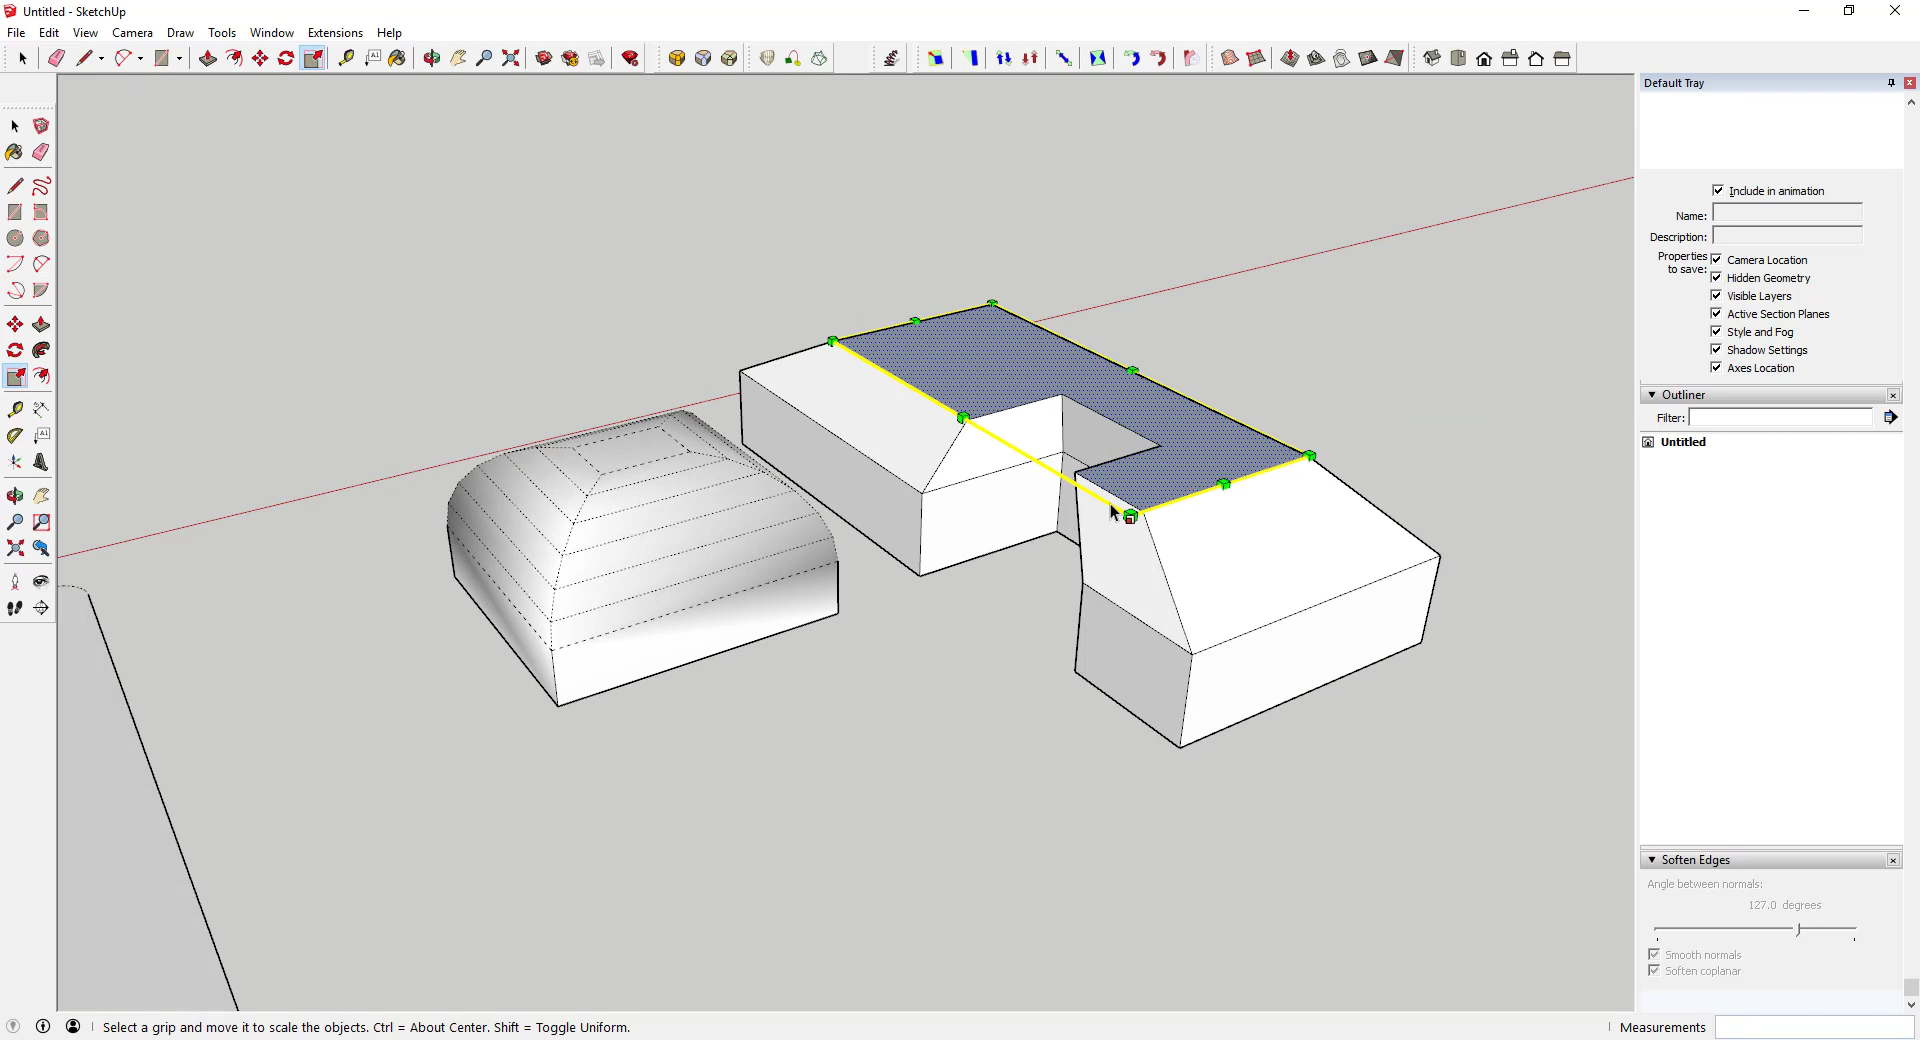 Untitled - SketchUp
File Edit View Camera Draw Tools Window Extensions Help
Default Tray
Include in animation
Name:
Description:
Properties to save:
Camera Location
Hidden Geometry
Visible Layers
Active Section Planes
Style and Fog
Shadow Settings
Axes Location
Outliner
Filter:
Untitled
Soften Edges
Angle between normals:
127.0 degrees
Smooth normals
Soften coplanar
Select a grip and move it to scale the objects. Ctrl = About Center. Shift = Toggle Uniform.
Measurements